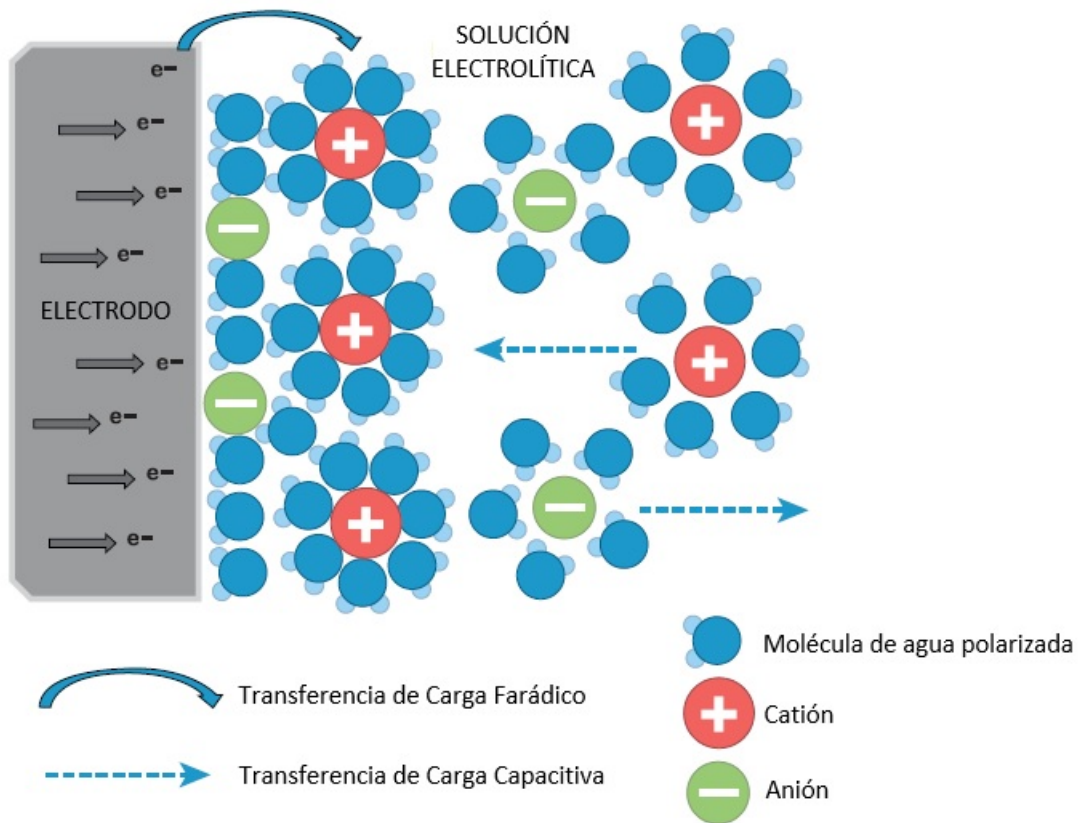 SOLUCIÓN
ELECTROLÍTICA
e−
e−
e−
e−
ELECTRODO
e−
e−
e−
e−
+
+
+
+
+
−
−
−
−
Transferencia de Carga Farádico
Transferencia de Carga Capacitiva
Molécula de agua polarizada
+ Catión
− Anión